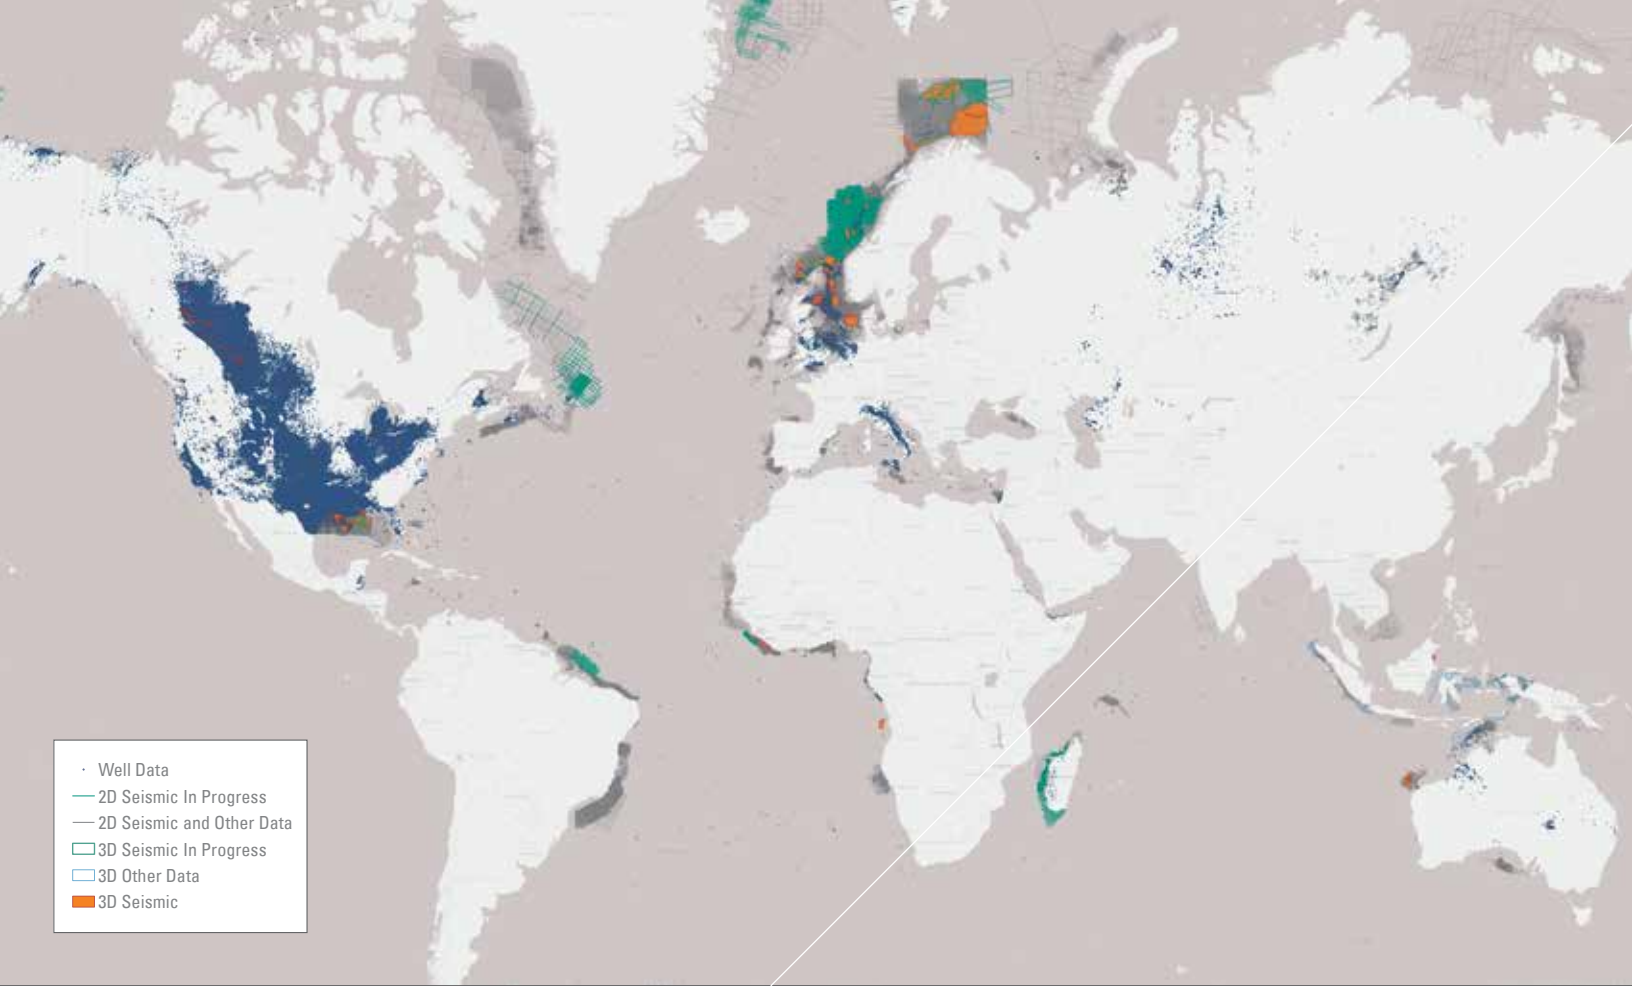 Well Data
2D Seismic In Progress
2D Seismic and Other Data
3D Seismic In Progress
3D Other Data
3D Seismic